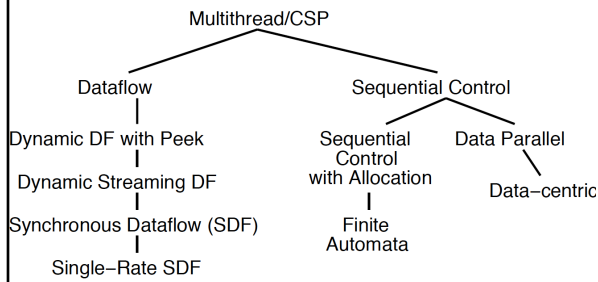 Multithread/CSP
Dataflow
Sequential Control
Dynamic DF with Peek
Sequential
Control
with Allocation
Data Parallel
Dynamic Streaming DF
Data−centric
Synchronous Dataflow (SDF)
Finite
Automata
Single−Rate SDF